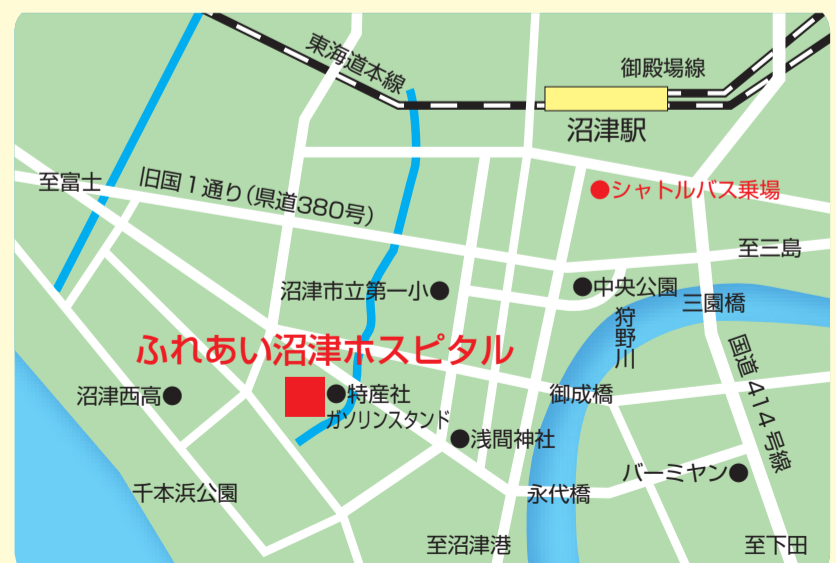 東海道本線
御殿場線
沼津駅
至富士
旧国1通り(県道380号)
●シャトルバス乗場
至三島
沼津市立第一小●
●中央公園
三園橋
狩野川
ふれあい沼津ホスピタル
国道414号線
沼津西高●
●特産社
ガソリンスタンド
御成橋
●浅間神社
バーミヤン●
千本浜公園
永代橋
至沼津港
至下田